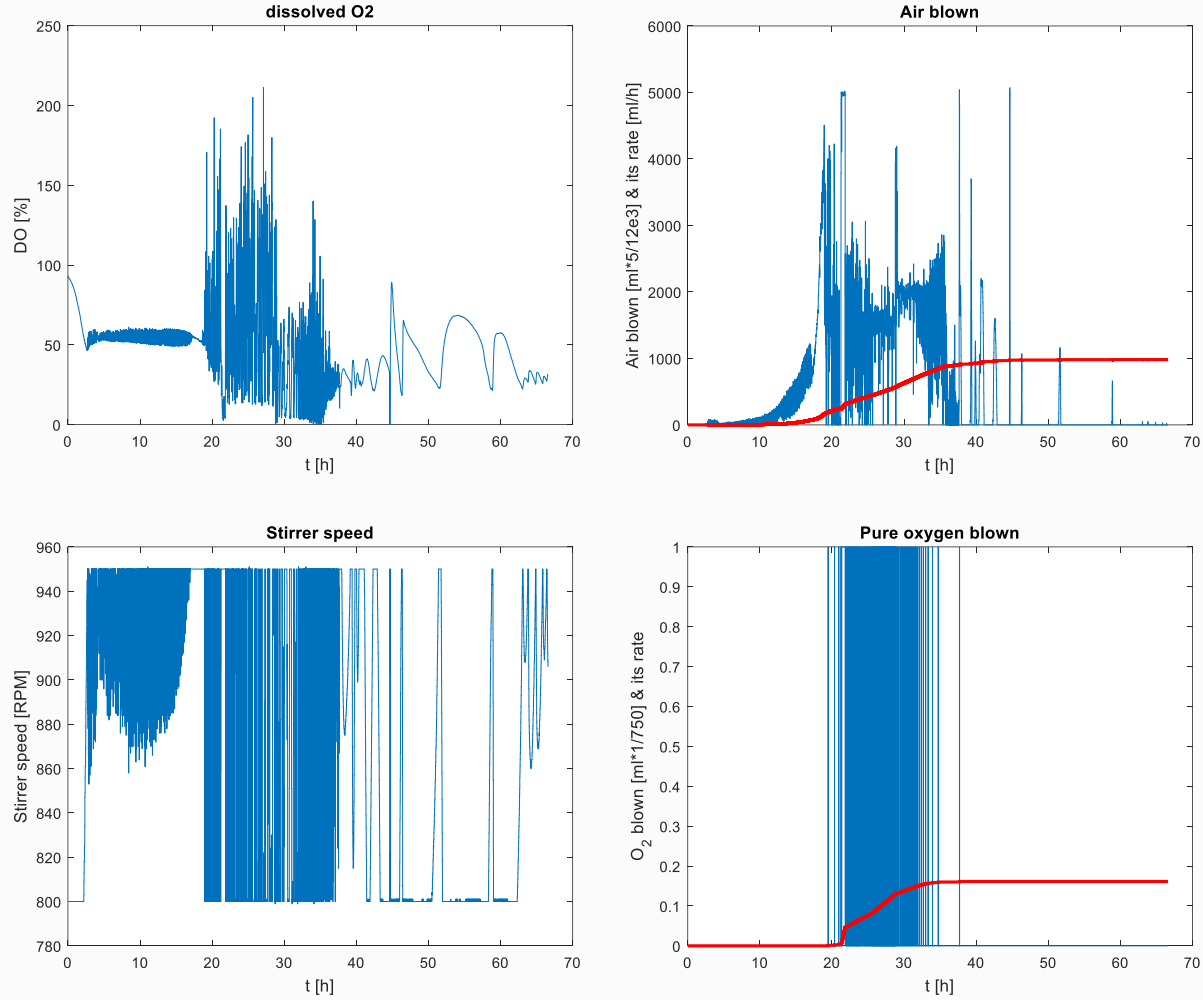 dissolved O2
250
200
150
100
50
0
DO [%]
0 10 20 30 40 50 60 70
t [h]
Air blown
6000
5000
4000
3000
2000
1000
0
Air blown [ml*5/12e3] & its rate [ml/h]
0 10 20 30 40 50 60 70
t [h]
Stirrer speed
960
940
920
900
880
860
840
820
800
780
Stirrer speed [RPM]
0 10 20 30 40 50 60 70
t [h]
Pure oxygen blown
1
0.9
0.8
0.7
0.6
0.5
0.4
0.3
0.2
0.1
0
O2 blown [ml*1/750] & its rate
0 10 20 30 40 50 60 70
t [h]